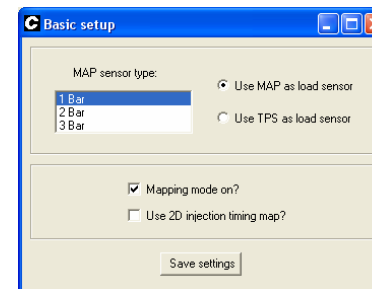 Basic setup
MAP sensor type:
1 Bar
2 Bar
3 Bar
Use MAP as load sensor
Use TPS as load sensor
Mapping mode on?
Use 2D injection timing map?
Save settings